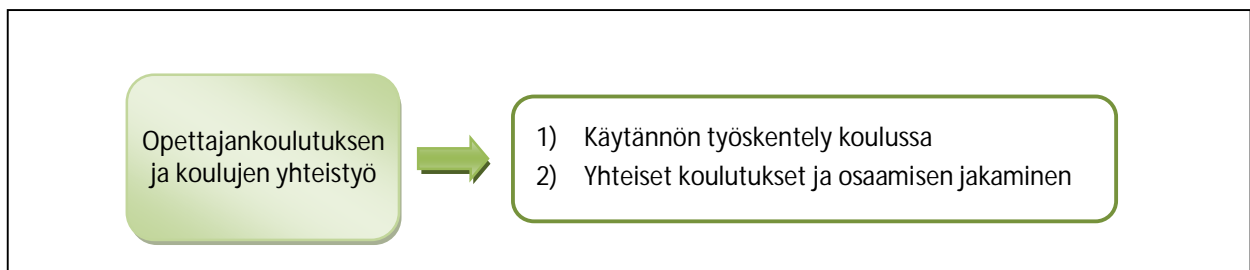 Opettajankoulutuksen
ja koulujen yhteistyö
1) Käytännön työskentely koulussa
2) Yhteiset koulutukset ja osaamisen jakaminen